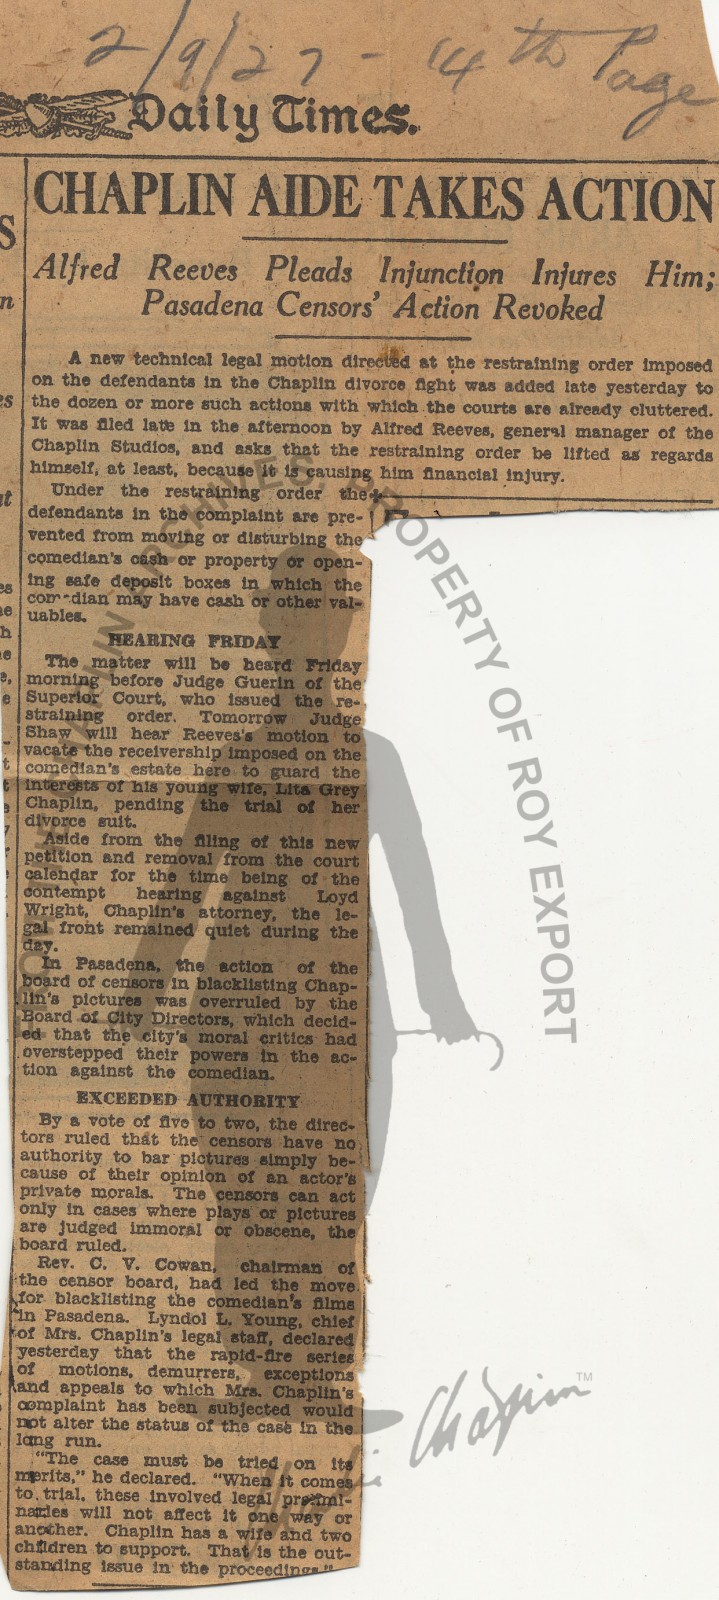 2/9/27 - 4th Page
Daily Times.
CHAPLIN AIDE TAKES ACTION
Alfred Reeves Pleads Injunction Injures Him;
Pasadena Censors' Action Revoked
A new technical legal motion directed at the restraining order imposed
on the defendants in the Chaplin divorce fight was added late yesterday to
the dozen or more such actions with which the courts are already cluttered.
It was filed late in the afternoon by Alfred Reeves, general manager of the
Chaplin Studios, and asks that the restraining order be lifted as regards
himself, at least, because it is causing him financial injury.
Under the restraining order the
defendants in the complaint are pre-
vented from moving or disturbing the
comedian's cash or property or open-
ing safe deposit boxes in which the
comedian may have cash or other val-
uables.
HEARING FRIDAY
The matter will be heard Friday
morning before Judge Guerin of the
Superior Court, who issued the re-
straining order. Tomorrow Judge
Shaw will hear Reeves's motion to
vacate the receivership imposed on the
comedian's estate here to guard the
interests of his young wife, Lita Grey
Chaplin, pending the trial of her
divorce suit.
Aside from the filing of this new
petition and removal from the court
calendar for the time being of the
contempt hearing against Loyd
Wright, Chaplin's attorney, the le-
gal front remained quiet during the
day.
In Pasadena, the action of the
board of censors in blacklisting Chap-
lin's pictures was overruled by the
Board of City Directors, which decid-
ed that the city's moral critics had
overstepped their powers in the ac-
tion against the comedian.
EXCEEDED AUTHORITY
By a vote of five to two, the direc-
tors ruled that the censors have no
authority to bar pictures simply be-
cause of their opinion of an actor's
private morals. The censors can act
only in cases where plays or pictures
are judged immoral or obscene, the
board ruled.
Rev. C. V. Cowan, chairman of
the censor board, had led the move
for blacklisting the comedian's films
in Pasadena. Lyndol L. Young, chief
of Mrs. Chaplin's legal staff, declared
yesterday that the rapid-fire series
of motions, demurrers, exceptions
and appeals to which Mrs. Chaplin's
complaint has been subjected would
not alter the status of the case in the
long run.
"The case must be tried on its
merits," he declared. "When it comes
to trial, these involved legal prelimi-
naries will not affect it one way or
another. Chaplin has a wife and two
children to support. That is the out-
standing issue in the proceedings."
FROM THE CHAPLIN ARCHIVES, PROPERTY OF ROY EXPORT
Charlie Chaplin™